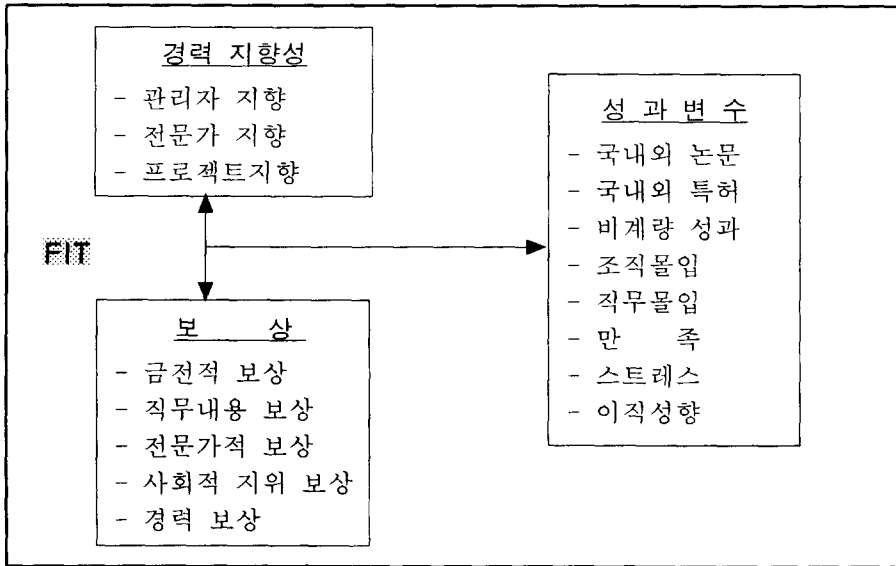 경력 지향성
- 관리자 지향
- 전문가 지향
- 프로젝트지향
FIT
보 상
- 금전적 보상
- 직무내용 보상
- 전문가적 보상
- 사회적 지위 보상
- 경력 보상
성 과 변 수
- 국내외 논문
- 국내외 특허
- 비계량 성과
- 조직몰입
- 직무몰입
- 만 족
- 스트레스
- 이직성향